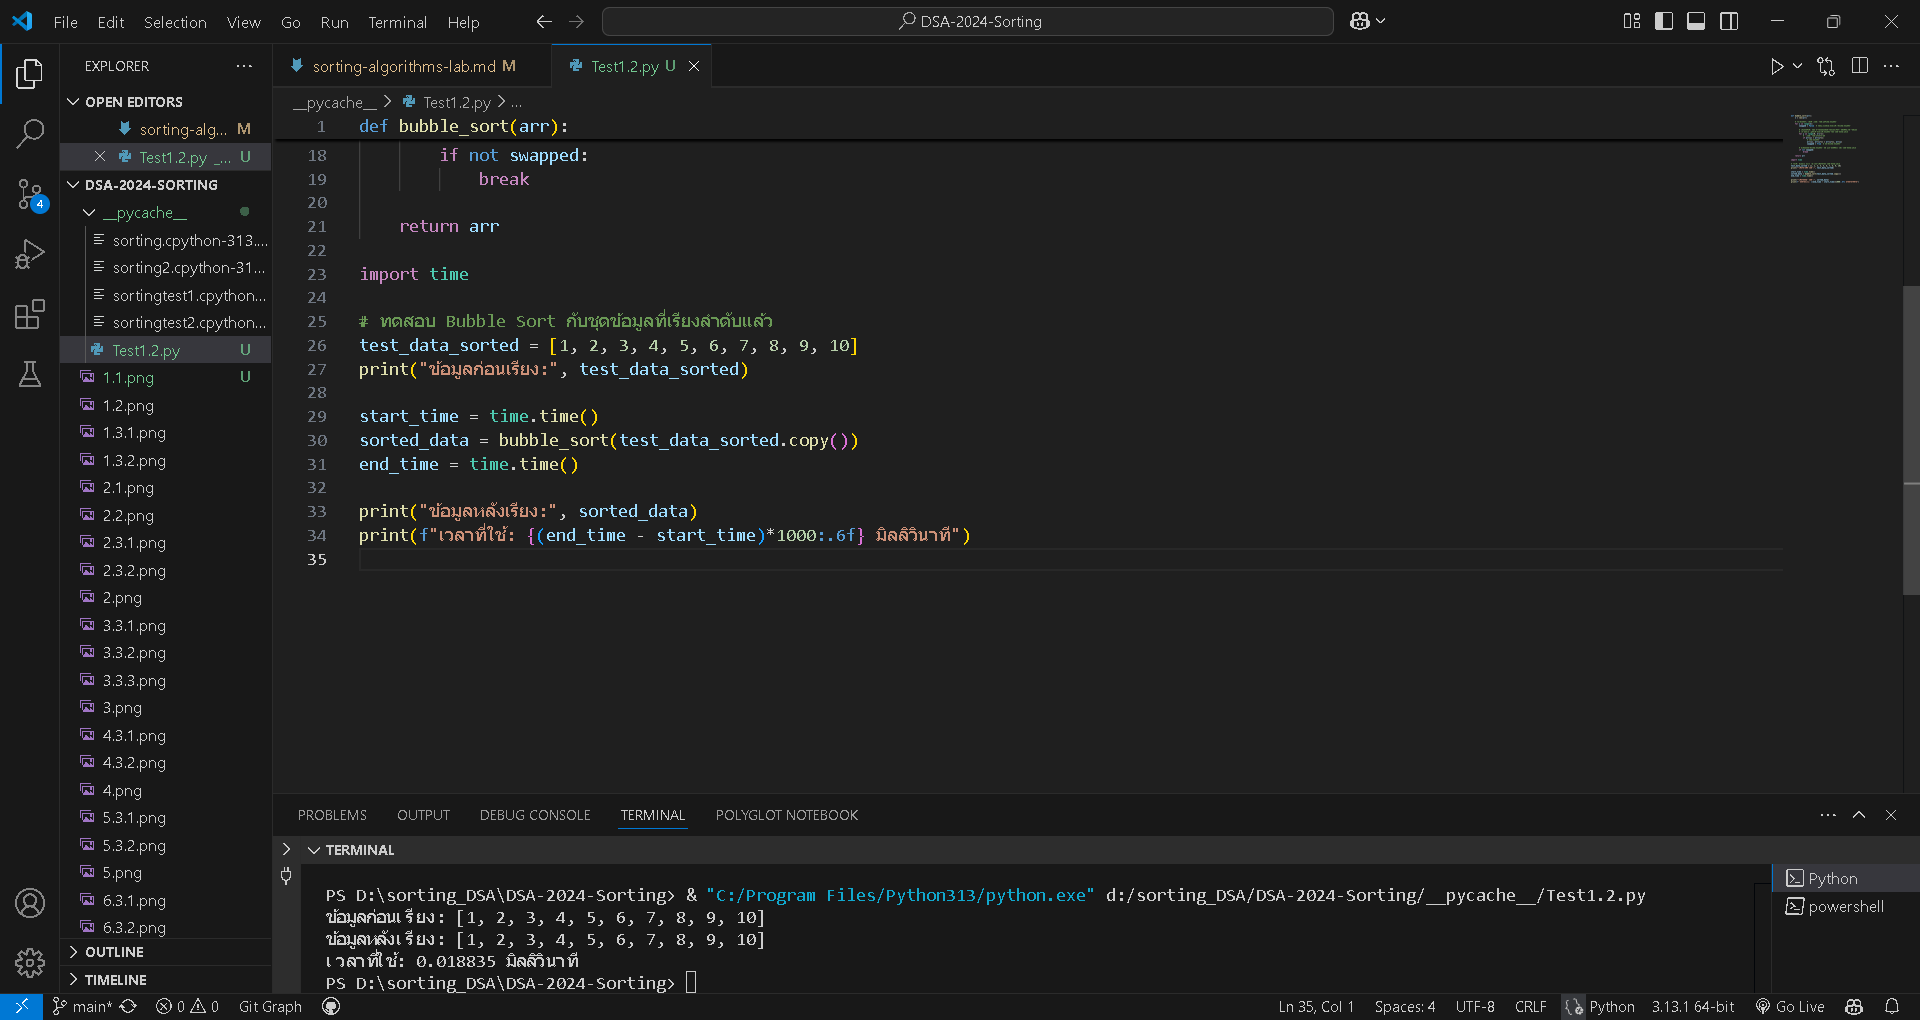 File Edit Selection View Go Run Terminal Help
DSA-2024-Sorting
EXPLORER
OPEN EDITORS
sorting-alg... M
Test1.2.py _... U
DSA-2024-SORTING
__pycache__
sorting.cpython-313....
sorting2.cpython-31...
sortingtest1.cpython...
sortingtest2.cpython...
Test1.2.py U
1.1.png U
1.2.png
1.3.1.png
1.3.2.png
2.1.png
2.2.png
2.3.1.png
2.3.2.png
2.png
3.3.1.png
3.3.2.png
3.3.3.png
3.png
4.3.1.png
4.3.2.png
4.png
5.3.1.png
5.3.2.png
5.png
6.3.1.png
6.3.2.png
OUTLINE
TIMELINE
4
sorting-algorithms-lab.md M
Test1.2.py U
__pycache__ > Test1.2.py > ...
1 def bubble_sort(arr):
18 if not swapped:
19 break
20
21 return arr
22
23 import time
24
25 # ทดสอบ Bubble Sort กับชุดข้อมูลที่เรียงลำดับแล้ว
26 test_data_sorted = [1, 2, 3, 4, 5, 6, 7, 8, 9, 10]
27 print("ข้อมูลก่อนเรียง:", test_data_sorted)
28
29 start_time = time.time()
30 sorted_data = bubble_sort(test_data_sorted.copy())
31 end_time = time.time()
32
33 print("ข้อมูลหลังเรียง:", sorted_data)
34 print(f"เวลาที่ใช้: {(end_time - start_time)*1000:.6f} มิลลิวินาที")
35
PROBLEMS OUTPUT DEBUG CONSOLE TERMINAL POLYGLOT NOTEBOOK
TERMINAL
PS D:\sorting_DSA\DSA-2024-Sorting> & "C:/Program Files/Python313/python.exe" d:/sorting_DSA/DSA-2024-Sorting/__pycache__/Test1.2.py
ข้อมูลก่อนเรียง: [1, 2, 3, 4, 5, 6, 7, 8, 9, 10]
ข้อมูลหลังเรียง: [1, 2, 3, 4, 5, 6, 7, 8, 9, 10]
เวลาที่ใช้: 0.018835 มิลลิวินาที
PS D:\sorting_DSA\DSA-2024-Sorting>
Python
powershell
main* 0 0 Git Graph
Ln 35, Col 1 Spaces: 4 UTF-8 CRLF Python 3.13.1 64-bit Go Live